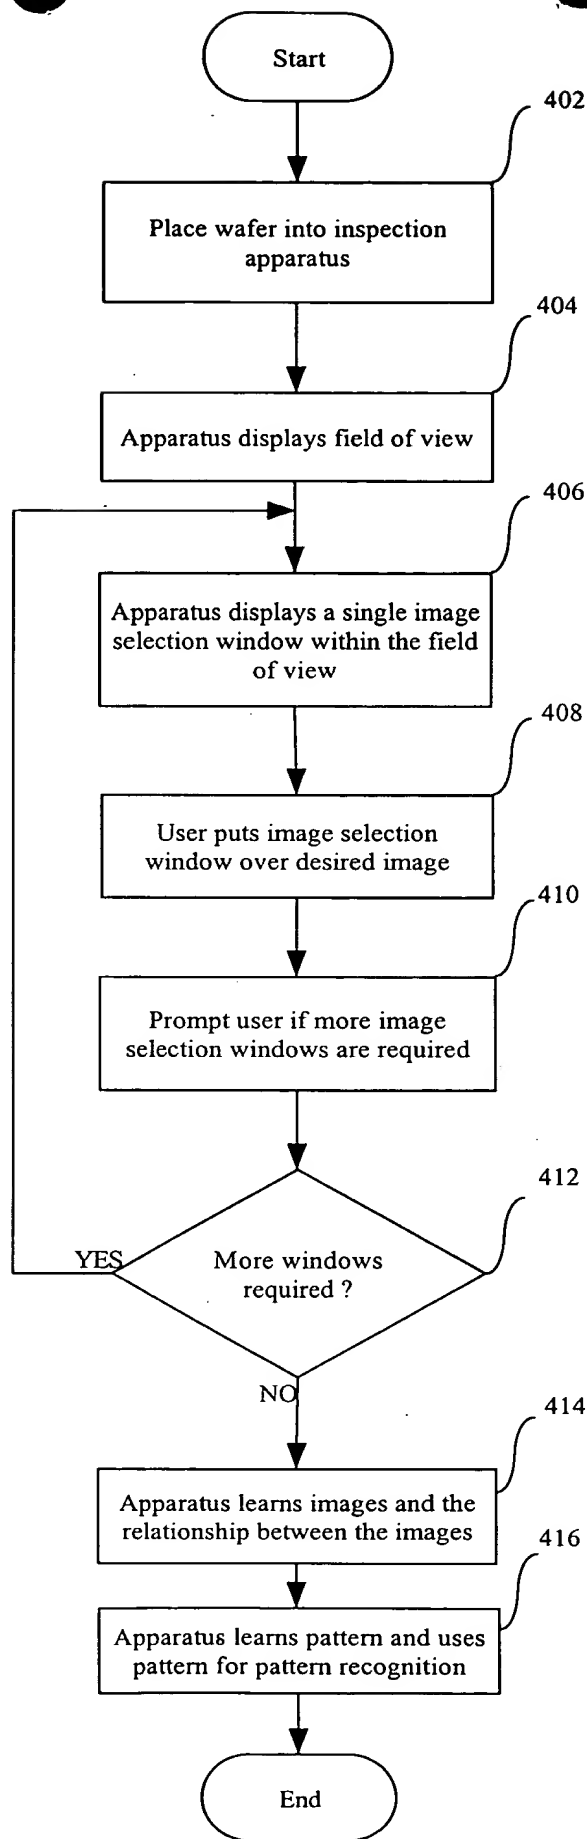 Start
402
Place wafer into inspection
apparatus
404
Apparatus displays field of view
406
Apparatus displays a single image
selection window within the field
of view
408
User puts image selection
window over desired image
410
Prompt user if more image
selection windows are required
412
YES
More windows
required ?
NO
414
Apparatus learns images and the
relationship between the images
416
Apparatus learns pattern and uses
pattern for pattern recognition
End